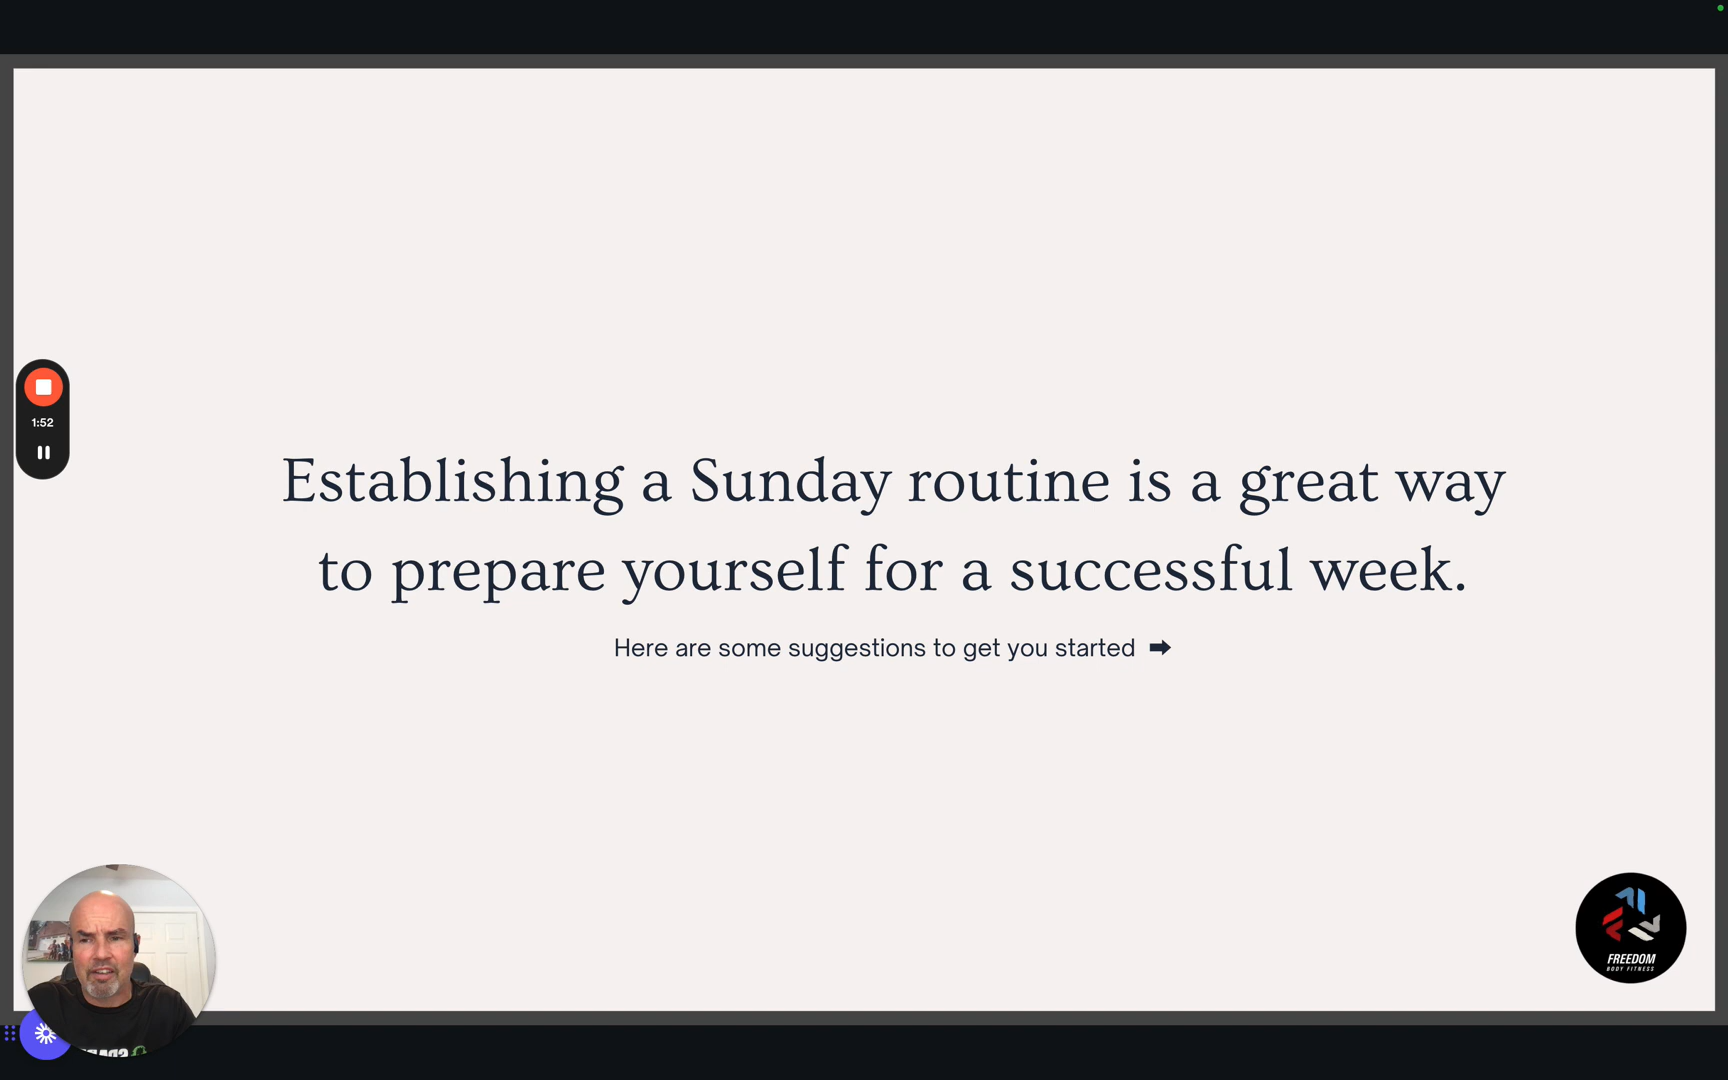 1:52
Establishing a Sunday routine is a great way
to prepare yourself for a successful week.
Here are some suggestions to get you started ➡
FREEDOM
BODY FITNESS